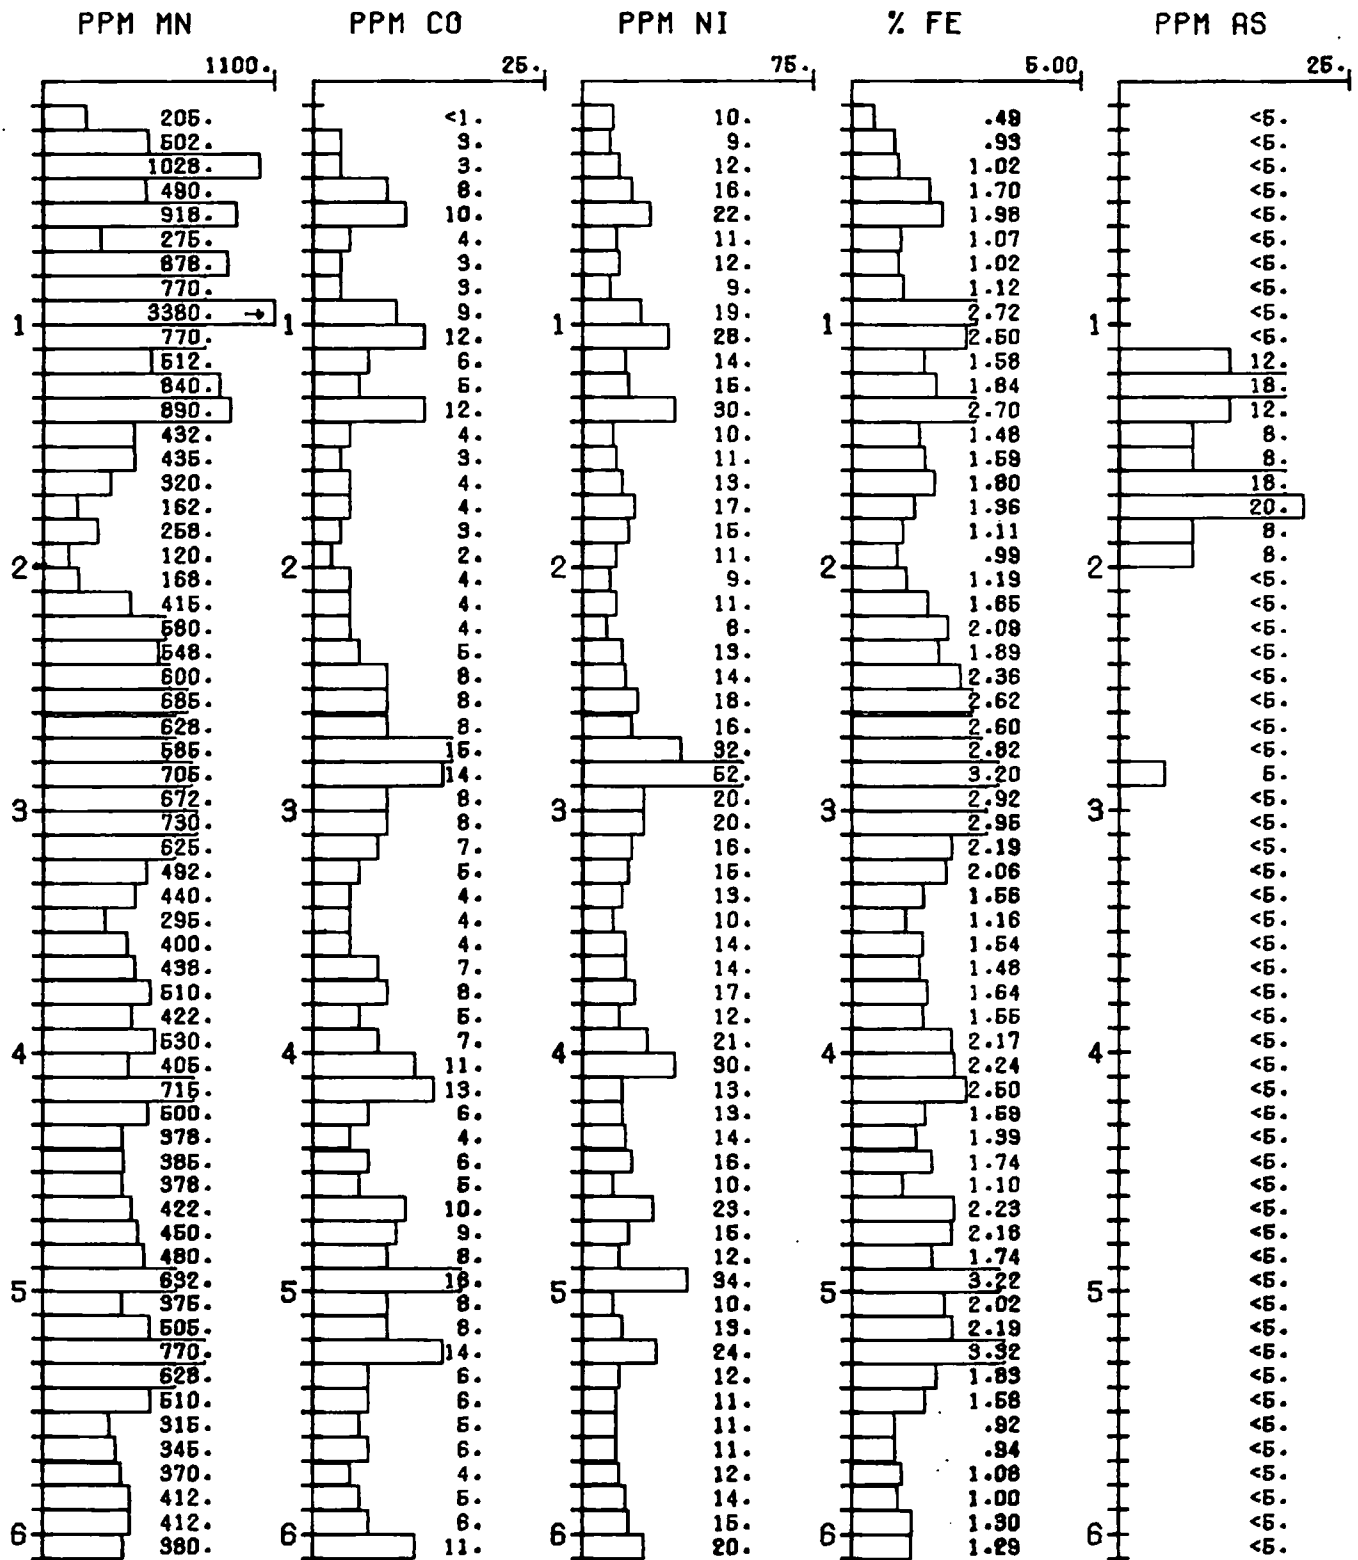 PPM MN PPM CO PPM NI % FE PPM AS
1100. 25. 75. 5.00 25.
205. <1. 10. .49 <5.
502. 3. 9. .93 <5.
1028. 3. 12. 1.02 <5.
490. 8. 16. 1.70 <5.
918. 10. 22. 1.98 <5.
275. 4. 11. 1.07 <5.
878. 3. 12. 1.02 <5.
770. 3. 9. 1.12 <5.
3380. → 9. 19. 2.72 <5.
1 1 1 1 1
770. 12. 28. 2.50 <5.
512. 6. 14. 1.58 12.
840. 5. 15. 1.84 18.
890. 12. 30. 2.70 12.
432. 4. 10. 1.48 8.
435. 3. 11. 1.59 8.
320. 4. 13. 1.80 18.
162. 4. 17. 1.36 20.
258. 3. 15. 1.11 8.
120. 2. 11. .99 8.
2 2 2 2 2
168. 4. 9. 1.19 <5.
415. 4. 11. 1.65 <5.
580. 4. 8. 2.09 <5.
548. 5. 13. 1.89 <5.
600. 8. 14. 2.36 <5.
685. 8. 18. 2.62 <5.
628. 8. 16. 2.60 <5.
585. 15. 32. 2.82 <5.
705. 14. 52. 3.20 5.
672. 8. 20. 2.92 <5.
3 3 3 3 3
730. 8. 20. 2.95 <5.
625. 7. 16. 2.19 <5.
492. 5. 15. 2.06 <5.
440. 4. 13. 1.56 <5.
295. 4. 10. 1.16 <5.
400. 4. 14. 1.54 <5.
438. 7. 14. 1.48 <5.
510. 8. 17. 1.64 <5.
422. 5. 12. 1.55 <5.
530. 7. 21. 2.17 <5.
4 4 4 4 4
405. 11. 30. 2.24 <5.
715. 13. 13. 2.50 <5.
500. 6. 13. 1.59 <5.
378. 4. 14. 1.39 <5.
385. 6. 16. 1.74 <5.
378. 5. 10. 1.10 <5.
422. 10. 23. 2.23 <5.
450. 9. 15. 2.18 <5.
480. 8. 12. 1.74 <5.
632. 16. 34. 3.22 <5.
5 5 5 5 5
375. 8. 10. 2.02 <5.
505. 8. 13. 2.19 <5.
770. 14. 24. 3.32 <5.
628. 6. 12. 1.83 <5.
510. 6. 11. 1.58 <5.
315. 5. 11. .92 <5.
345. 6. 11. .94 <5.
370. 4. 12. 1.08 <5.
412. 5. 14. 1.00 <5.
412. 6. 15. 1.30 <5.
6 6 6 6 6
380. 11. 20. 1.29 <5.